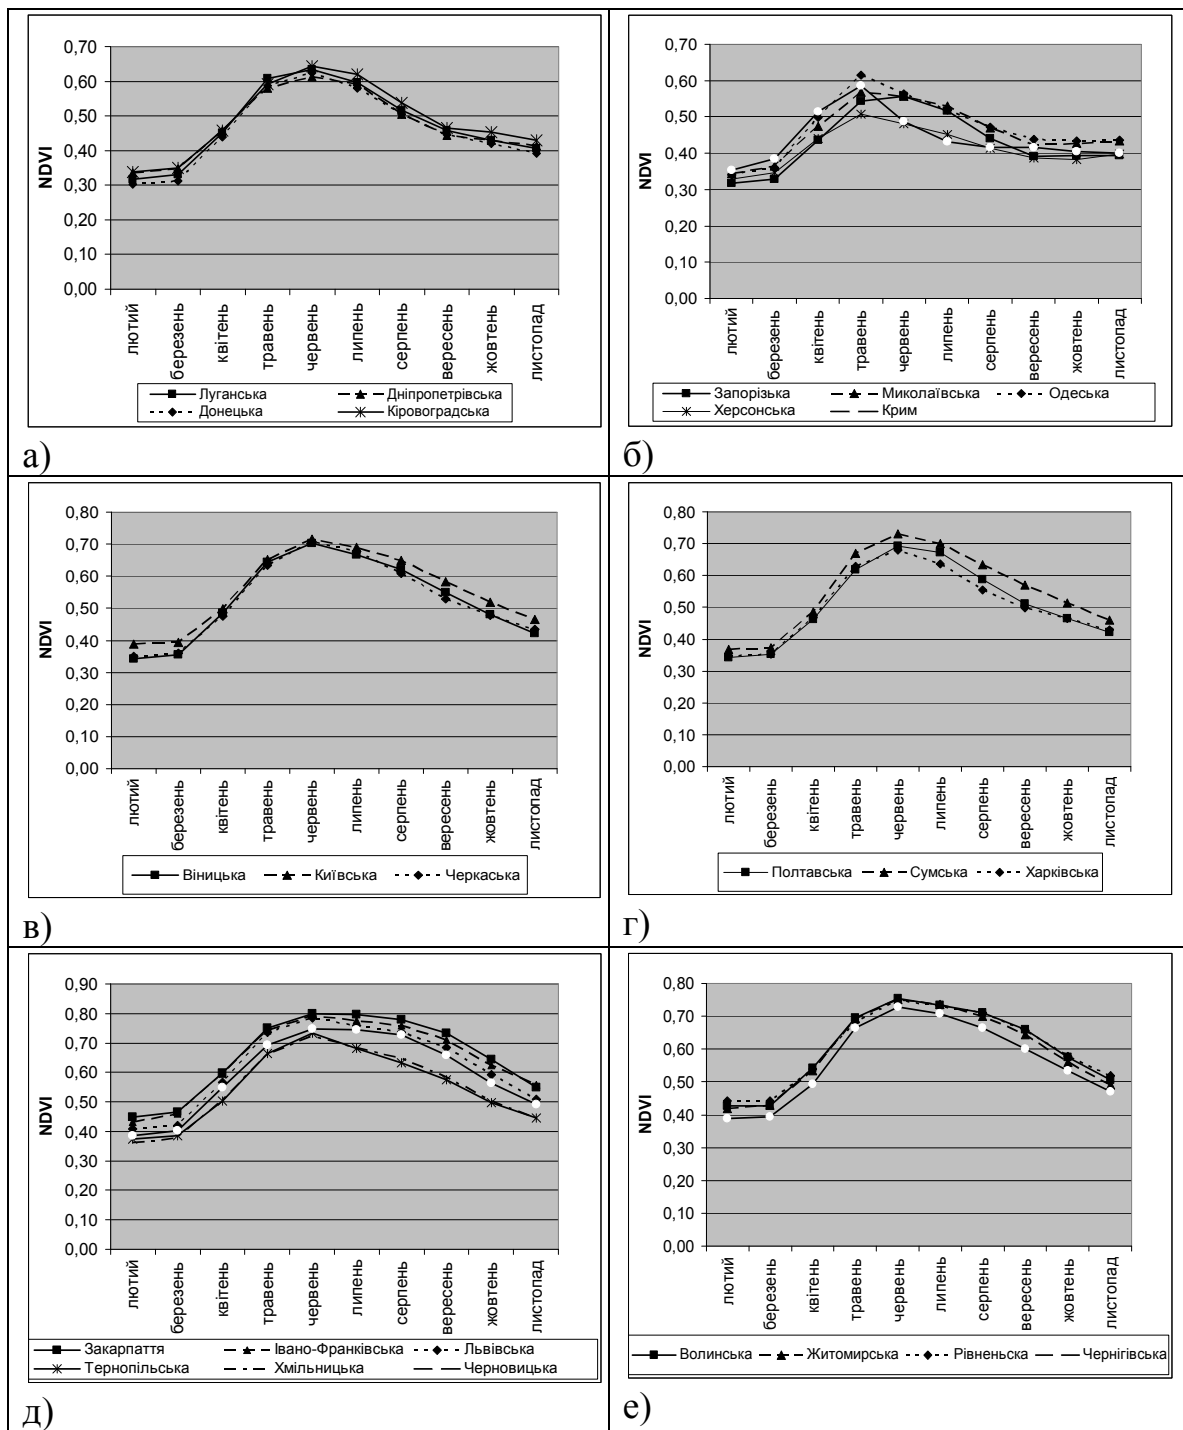 0,70
0,60
0,50
0,40
0,30
0,20
0,10
0,00
NDVI
лютий
березень
квітень
травень
червень
липень
серпень
вересень
жовтень
листопад
Луганська Дніпропетрівська
Донецька Кіровоградська
а)
0,70
0,60
0,50
0,40
0,30
0,20
0,10
0,00
NDVI
лютий
березень
квітень
травень
червень
липень
серпень
вересень
жовтень
листопад
Запорізька Миколаївська Одеська
Херсонська Крим
б)
0,80
0,70
0,60
0,50
0,40
0,30
0,20
0,10
0,00
NDVI
лютий
березень
квітень
травень
червень
липень
серпень
вересень
жовтень
листопад
Віницька Київська Черкаська
в)
0,80
0,70
0,60
0,50
0,40
0,30
0,20
0,10
0,00
NDVI
лютий
березень
квітень
травень
червень
липень
серпень
вересень
жовтень
листопад
Полтавська Сумська Харківська
г)
0,90
0,80
0,70
0,60
0,50
0,40
0,30
0,20
0,10
0,00
NDVI
лютий
березень
квітень
травень
червень
липень
серпень
вересень
жовтень
листопад
Закарпаття Івано-Франківська Львівська
Тернопільська Хмільницька Черновицька
д)
0,80
0,70
0,60
0,50
0,40
0,30
0,20
0,10
0,00
NDVI
лютий
березень
квітень
травень
червень
липень
серпень
вересень
жовтень
листопад
Волинська Житомирська Рівненьска Чернігівська
е)